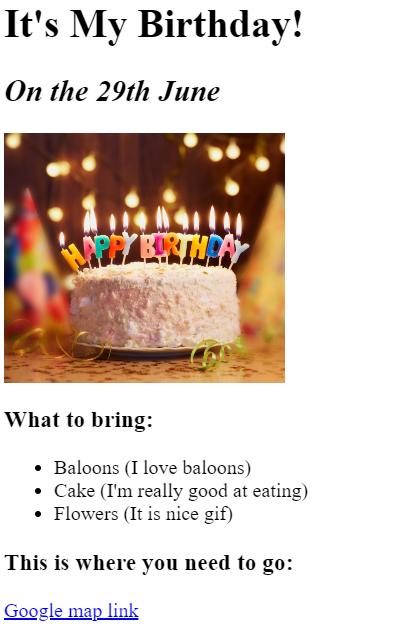 It's My Birthday!
On the 29th June
HAPPY BIRTHDAY
What to bring:
Baloons (I love baloons)
Cake (I'm really good at eating)
Flowers (It is nice gif)
This is where you need to go:
Google map link